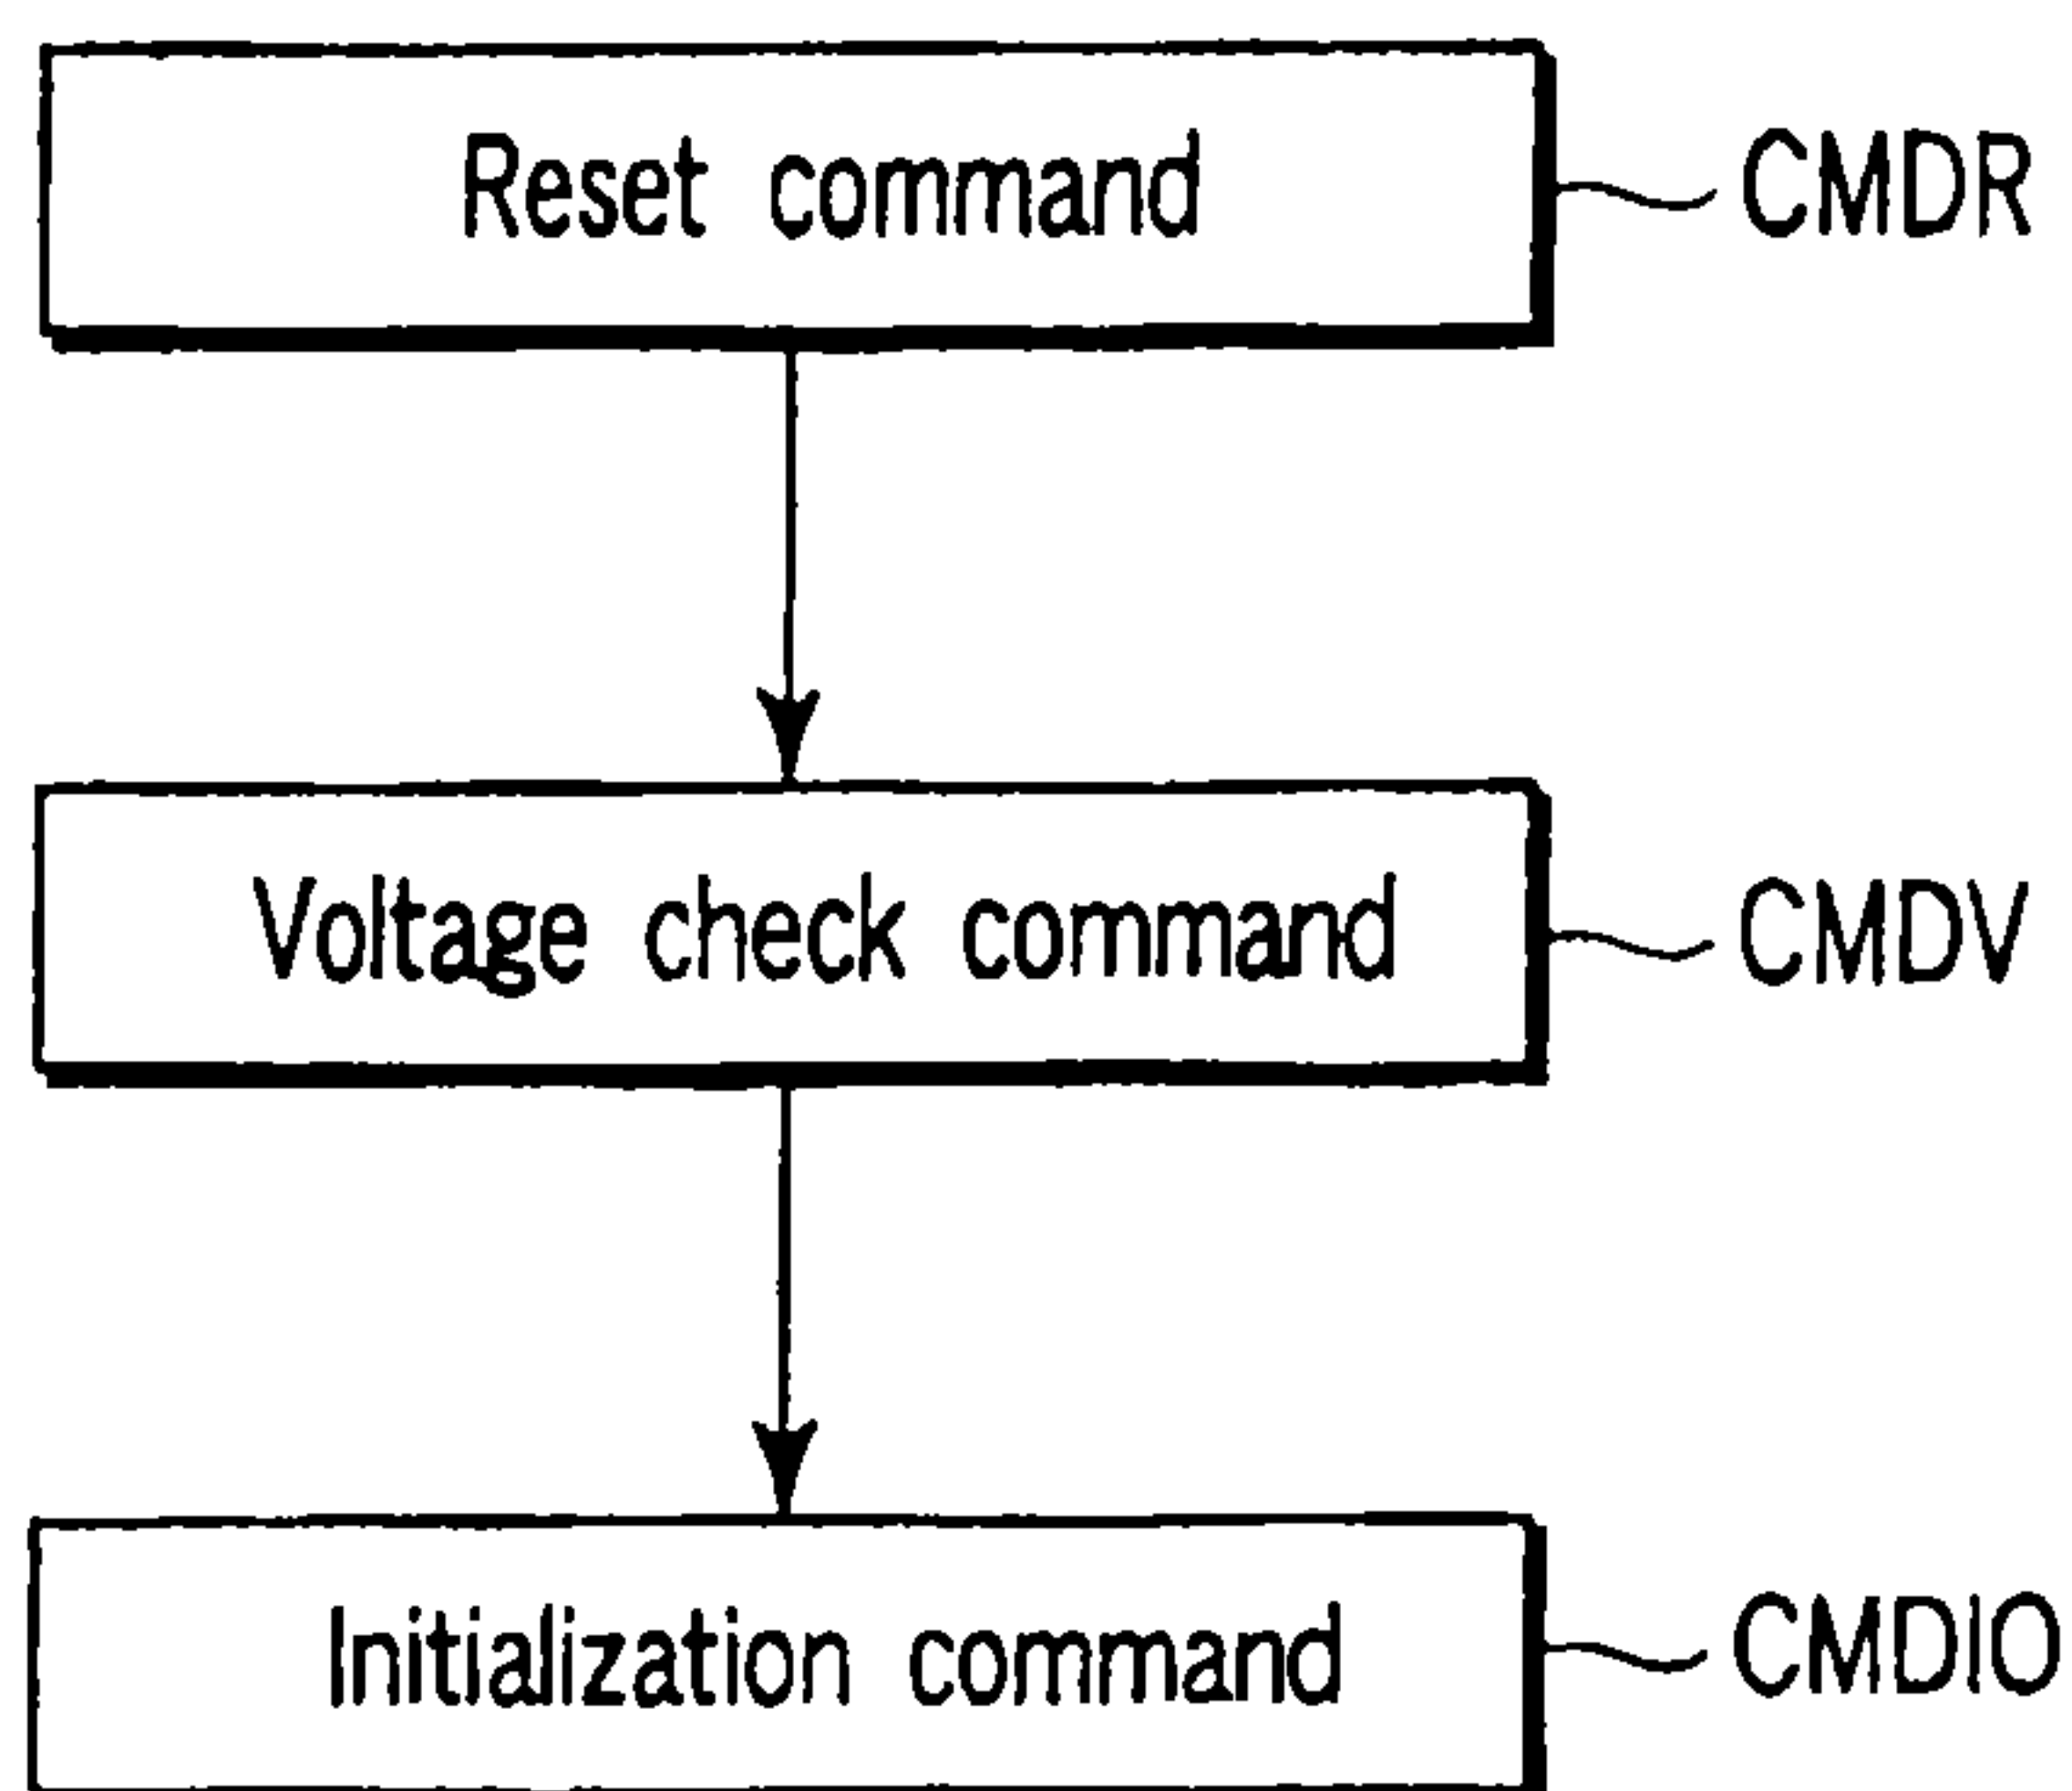 Reset command CMDR
Voltage check command CMDV
Initialization command CMDIO